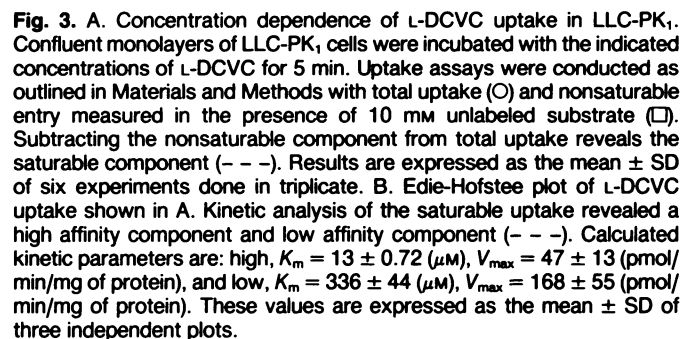 Fig. 3. A. Concentration dependence of L-DCVC uptake in LLC-PK₁.
Confluent monolayers of LLC-PK₁ cells were incubated with the indicated
concentrations of L-DCVC for 5 min. Uptake assays were conducted as
outlined in Materials and Methods with total uptake (○) and nonsaturable
entry measured in the presence of 10 mM unlabeled substrate (□).
Subtracting the nonsaturable component from total uptake reveals the
saturable component (– – –). Results are expressed as the mean ± SD
of six experiments done in triplicate. B. Edie-Hofstee plot of L-DCVC
uptake shown in A. Kinetic analysis of the saturable uptake revealed a
high affinity component and low affinity component (– – –). Calculated
kinetic parameters are: high, Kₘ = 13 ± 0.72 (μM), Vmax = 47 ± 13 (pmol/
min/mg of protein), and low, Kₘ = 336 ± 44 (μM), Vmax = 168 ± 55 (pmol/
min/mg of protein). These values are expressed as the mean ± SD of
three independent plots.